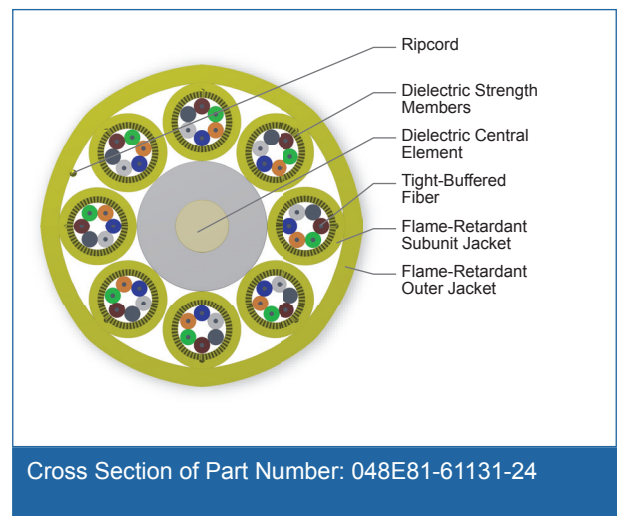 Ripcord
Dielectric Strength
Members
Dielectric Central
Element
Tight-Buffered
Fiber
Flame-Retardant
Subunit Jacket
Flame-Retardant
Outer Jacket
Cross Section of Part Number: 048E81-61131-24